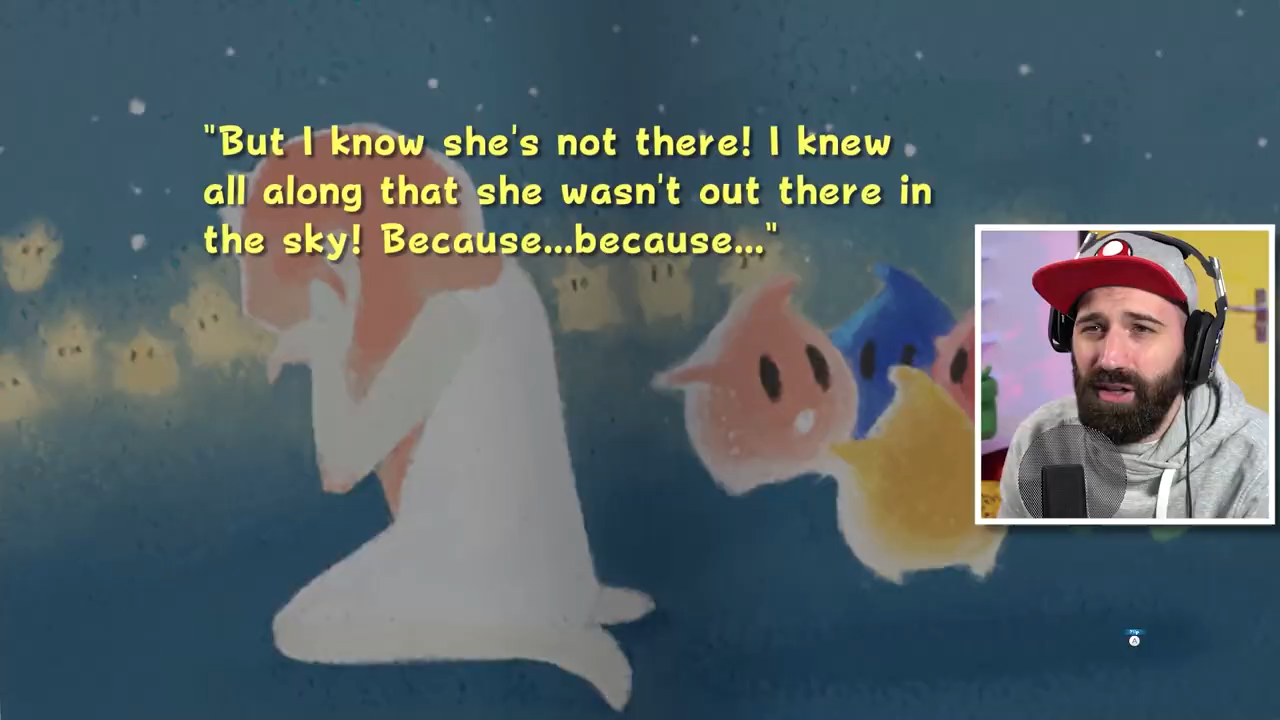 "But I know she's not there! I knew
all along that she wasn't out there in
the sky! Because...because..."